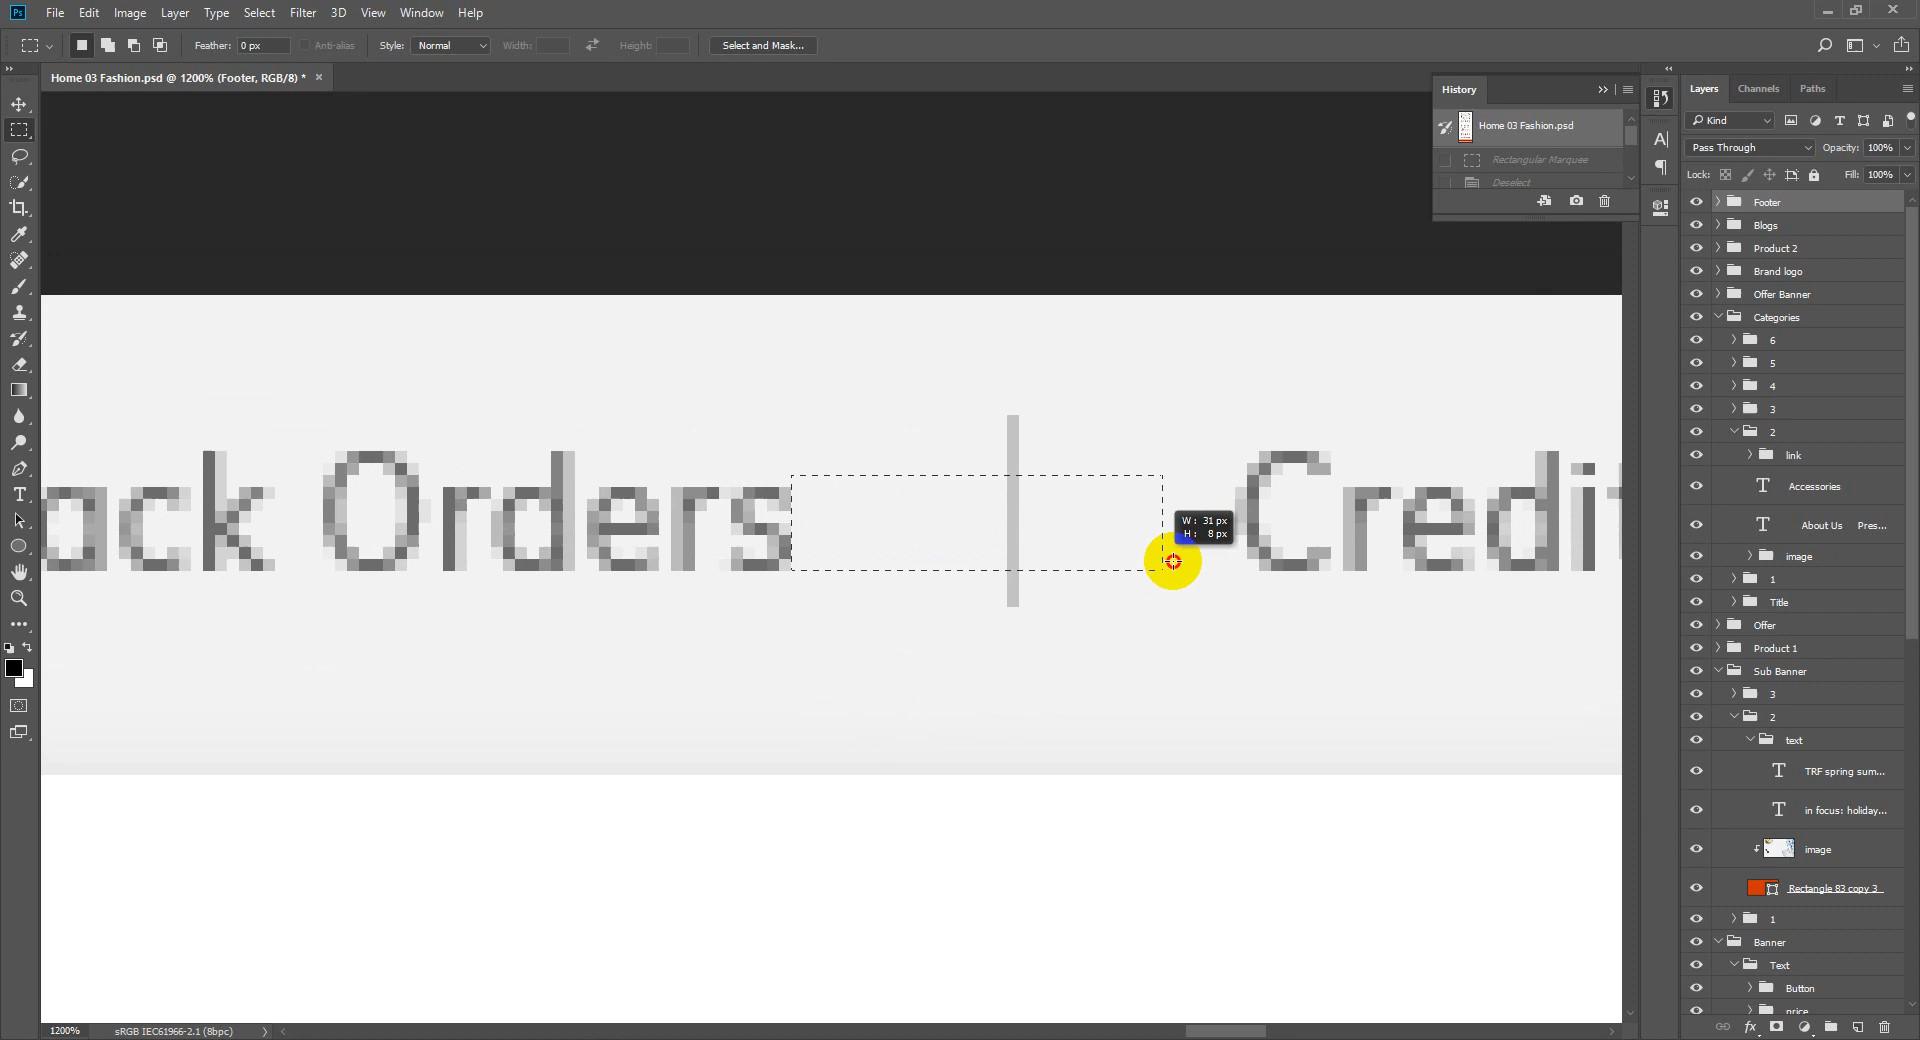 Ps File Edit Image Layer Type Select Filter 3D View Window Help
Feather: 0 px Anti-alias Style: Normal Width: Height: Select and Mask...
Home 03 Fashion.psd @ 1200% (Footer, RGB/8) * ×
History
Home 03 Fashion.psd
Rectangular Marquee
Deselect
ack Orders
Credit
W: 31 px
H: 8 px
1200% sRGB IEC61966-2.1 (8bpc)
Layers Channels Paths
Kind
Pass Through Opacity: 100%
Lock: Fill: 100%
Footer
Blogs
Product 2
Brand logo
Offer Banner
Categories
6
5
4
3
2
link
Accessories
About Us Pres...
image
1
Title
Offer
Product 1
Sub Banner
3
2
text
TRF spring sum...
in focus: holiday...
image
Rectangle 83 copy 3
1
Banner
Text
Button
price
fx